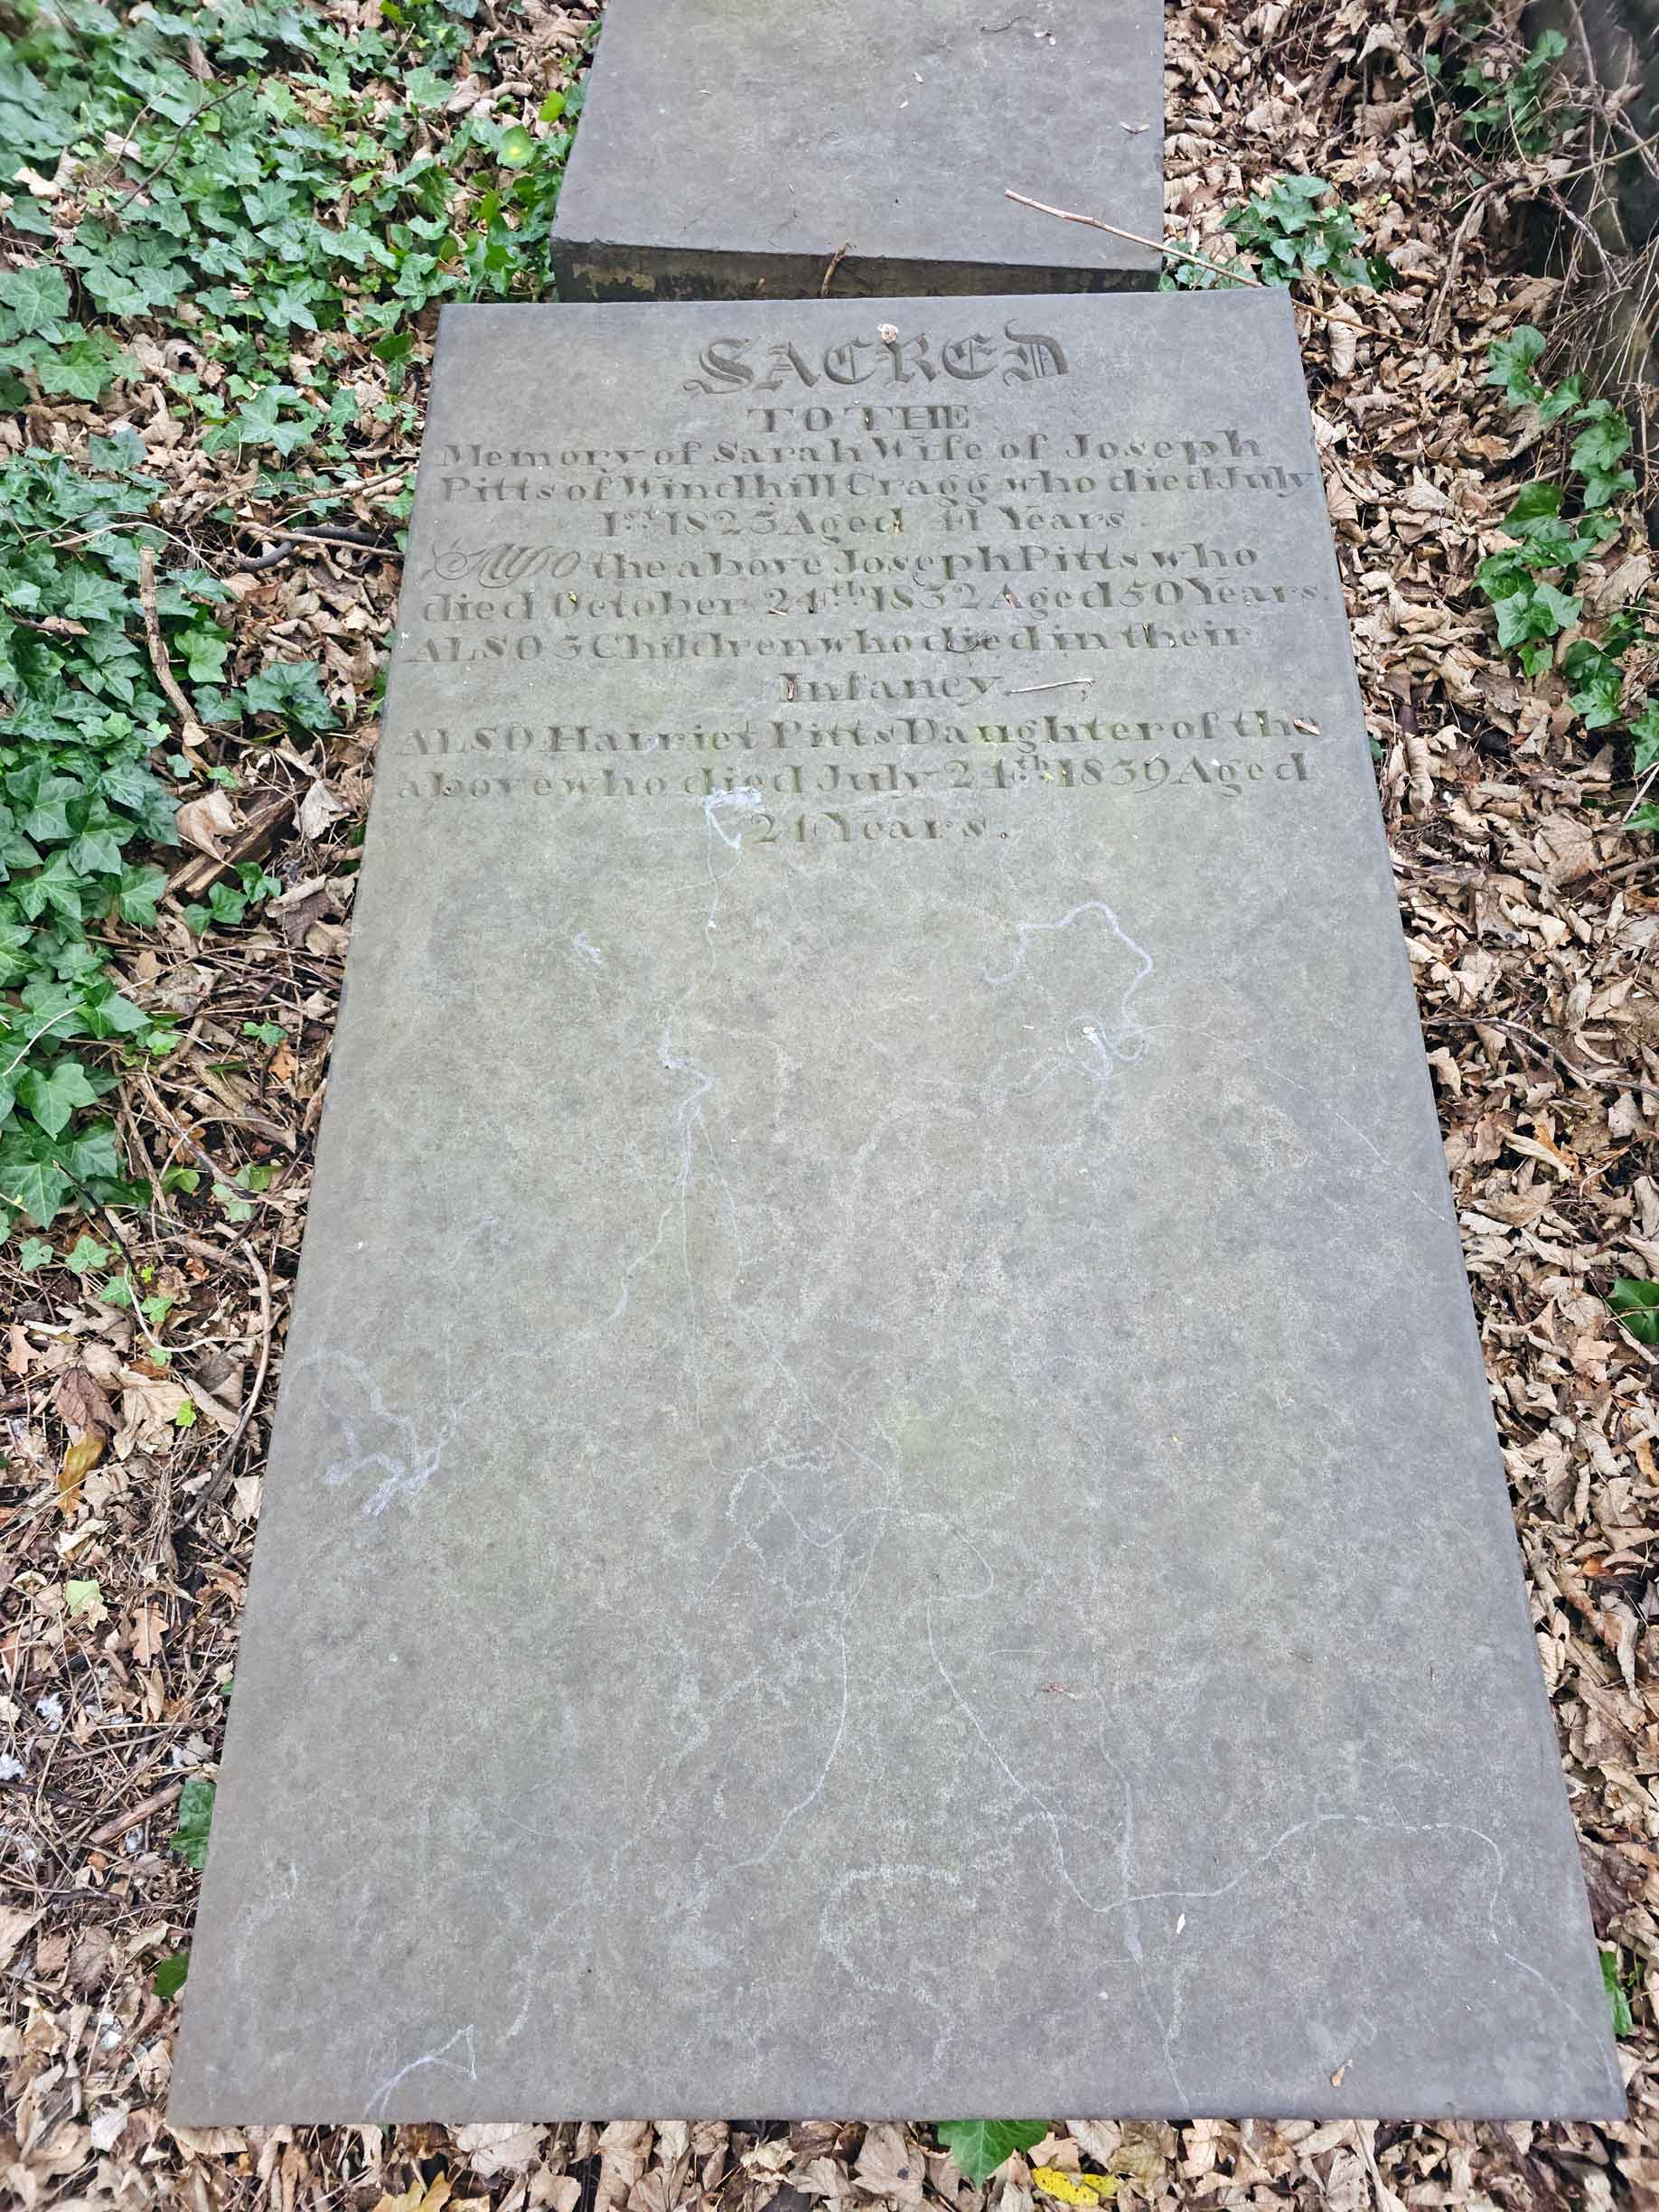 SACRED
TO THE
Memory of Sarah Wife of Joseph
Pitts of Windhill Cragg who died July
1st 1825 Aged 41 Years.
Also the above Joseph Pitts who
died October 24th 1832 Aged 50 Years.
ALSO 3 Children who died in their
Infancy.
ALSO Harriet Pitts Daughter of the
above who died July 24th 1839 Aged
24 Years.